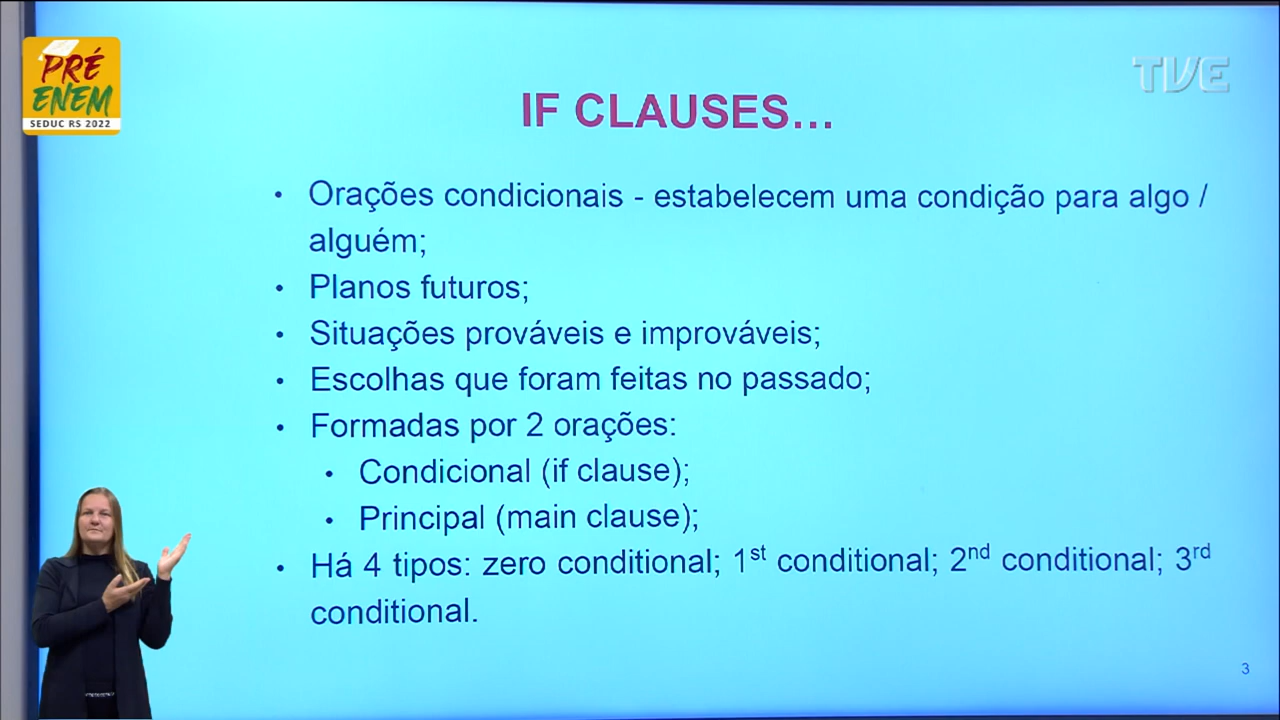 PRÉ
ENEM
SEDUC RS 2022
TVE
IF CLAUSES...
• Orações condicionais - estabelecem uma condição para algo /
alguém;
• Planos futuros;
• Situações prováveis e improváveis;
• Escolhas que foram feitas no passado;
• Formadas por 2 orações:
• Condicional (if clause);
• Principal (main clause);
• Há 4 tipos: zero conditional; 1st conditional; 2nd conditional; 3rd
conditional.
3